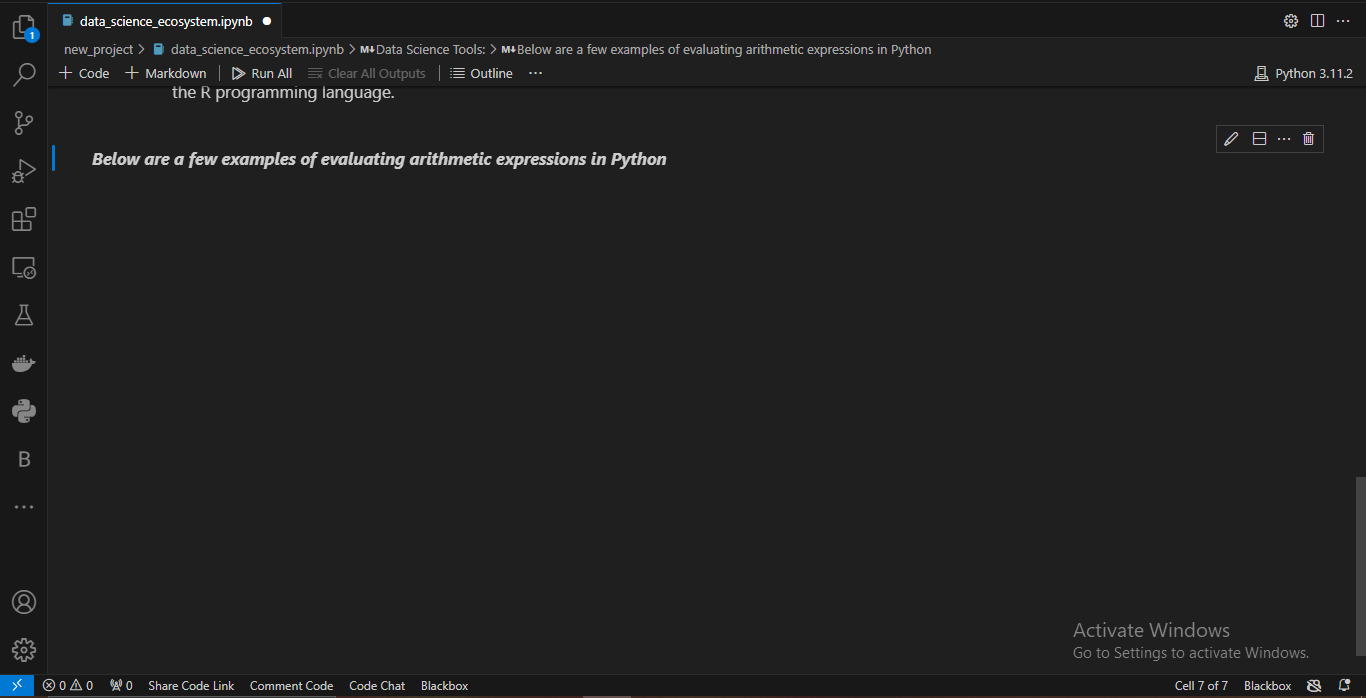 data_science_ecosystem.ipynb
new_project > data_science_ecosystem.ipynb > M↓Data Science Tools: > M↓Below are a few examples of evaluating arithmetic expressions in Python
+ Code + Markdown | Run All Clear All Outputs | Outline ··· Python 3.11.2
the R programming language.
Below are a few examples of evaluating arithmetic expressions in Python
1
B
Activate Windows
Go to Settings to activate Windows.
0 0 0 Share Code Link Comment Code Code Chat Blackbox Cell 7 of 7 Blackbox